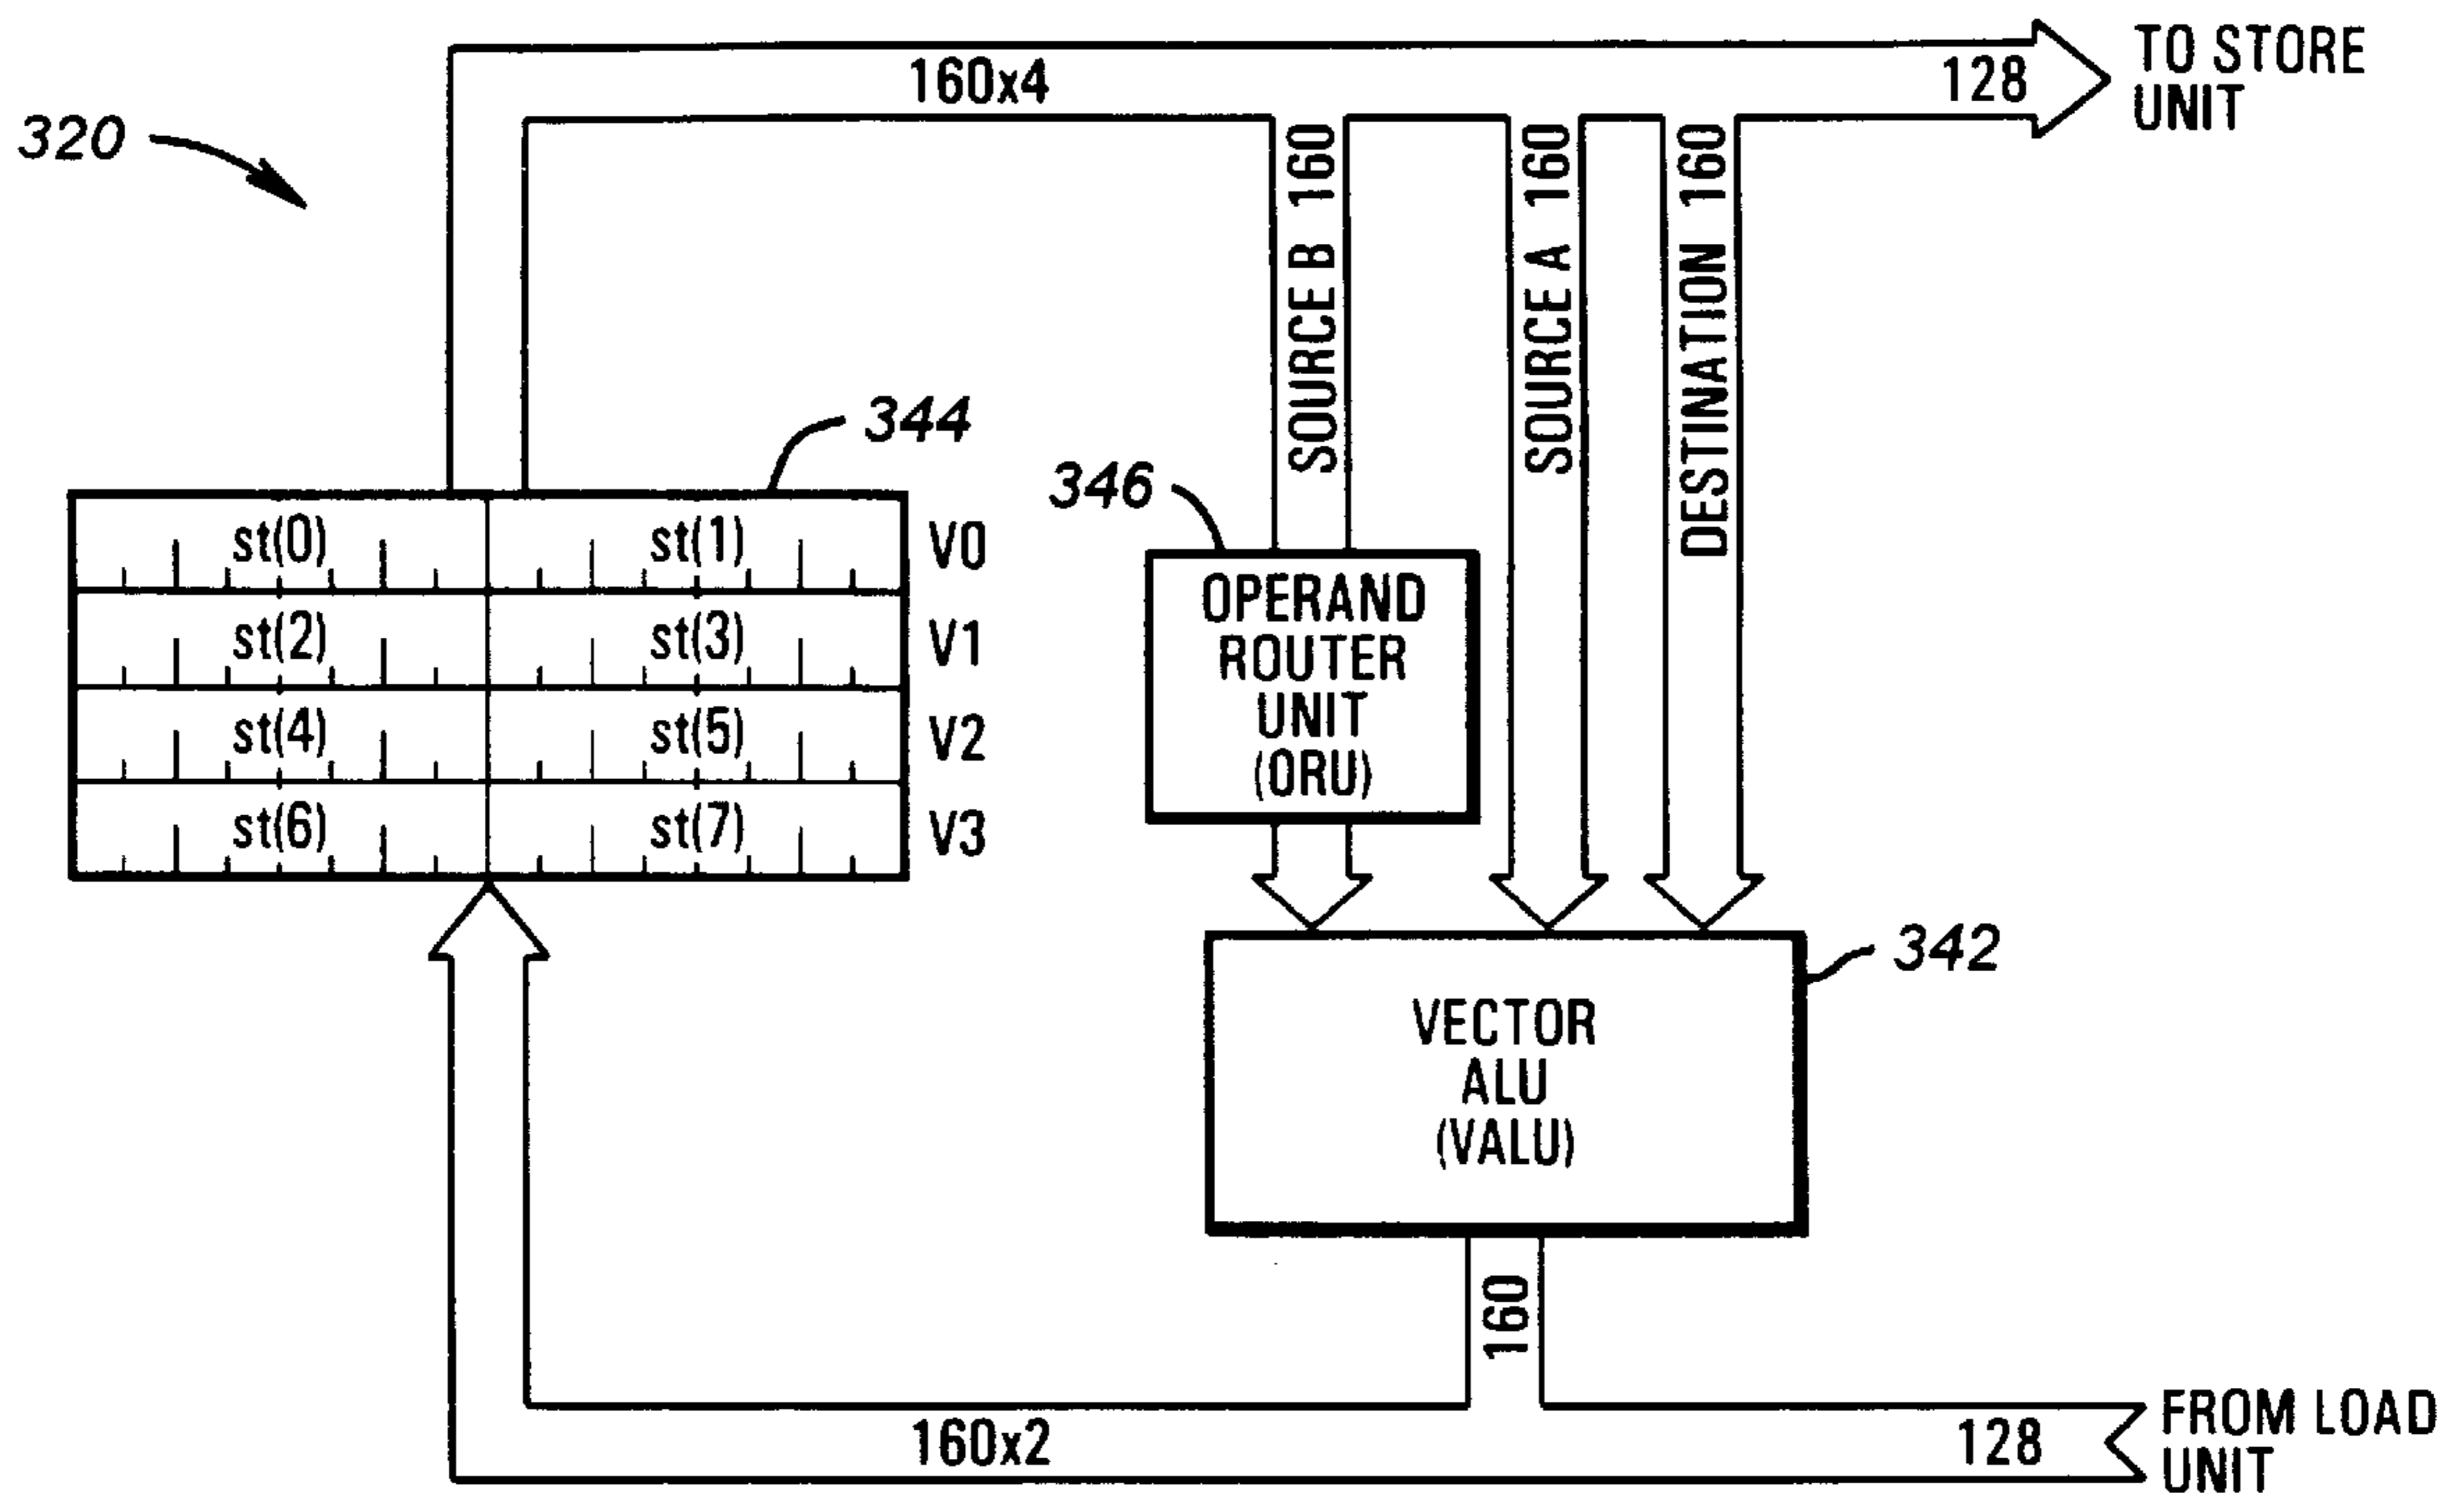 TO STORE
UNIT
160x4
128
320
SOURCE B 160
SOURCE A 160
DESTINATION 160
344
346
st(0) st(1) V0
st(2) st(3) V1
st(4) st(5) V2
st(6) st(7) V3
OPERAND
ROUTER
UNIT
(ORU)
342
VECTOR
ALU
(VALU)
160
160x2
128
FROM LOAD
UNIT